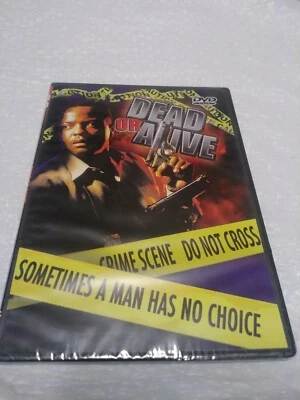 DVD
DEAD
OR ALIVE
CRIME SCENE DO NOT CROSS
SOMETIMES A MAN HAS NO CHOICE